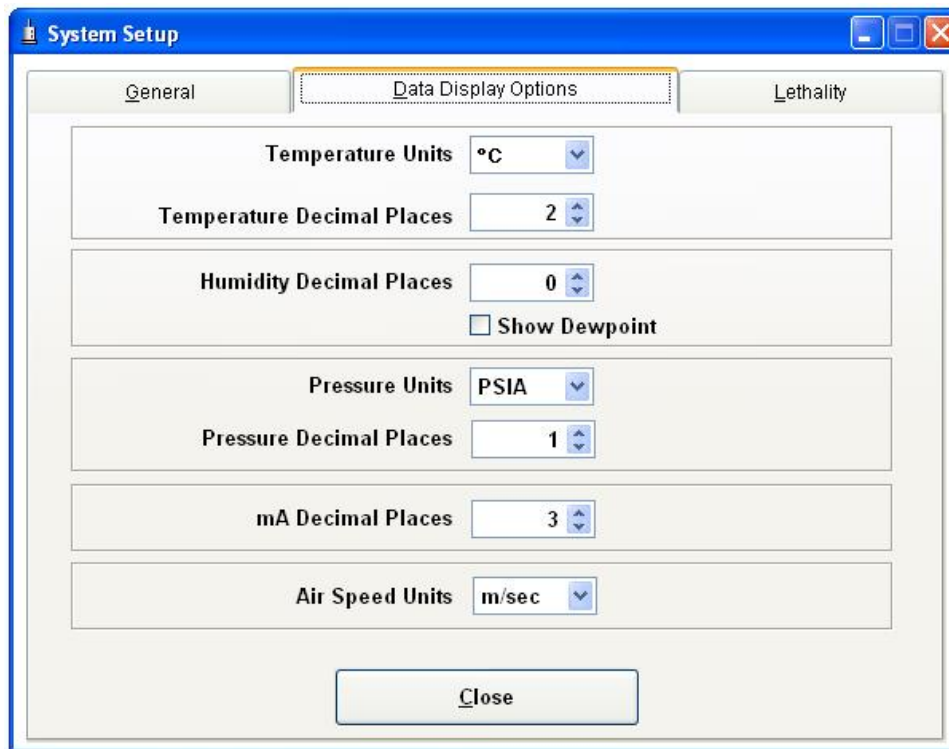 System Setup
General
Data Display Options
Lethality
Temperature Units °C
Temperature Decimal Places 2
Humidity Decimal Places 0
Show Dewpoint
Pressure Units PSIA
Pressure Decimal Places 1
mA Decimal Places 3
Air Speed Units m/sec
Close